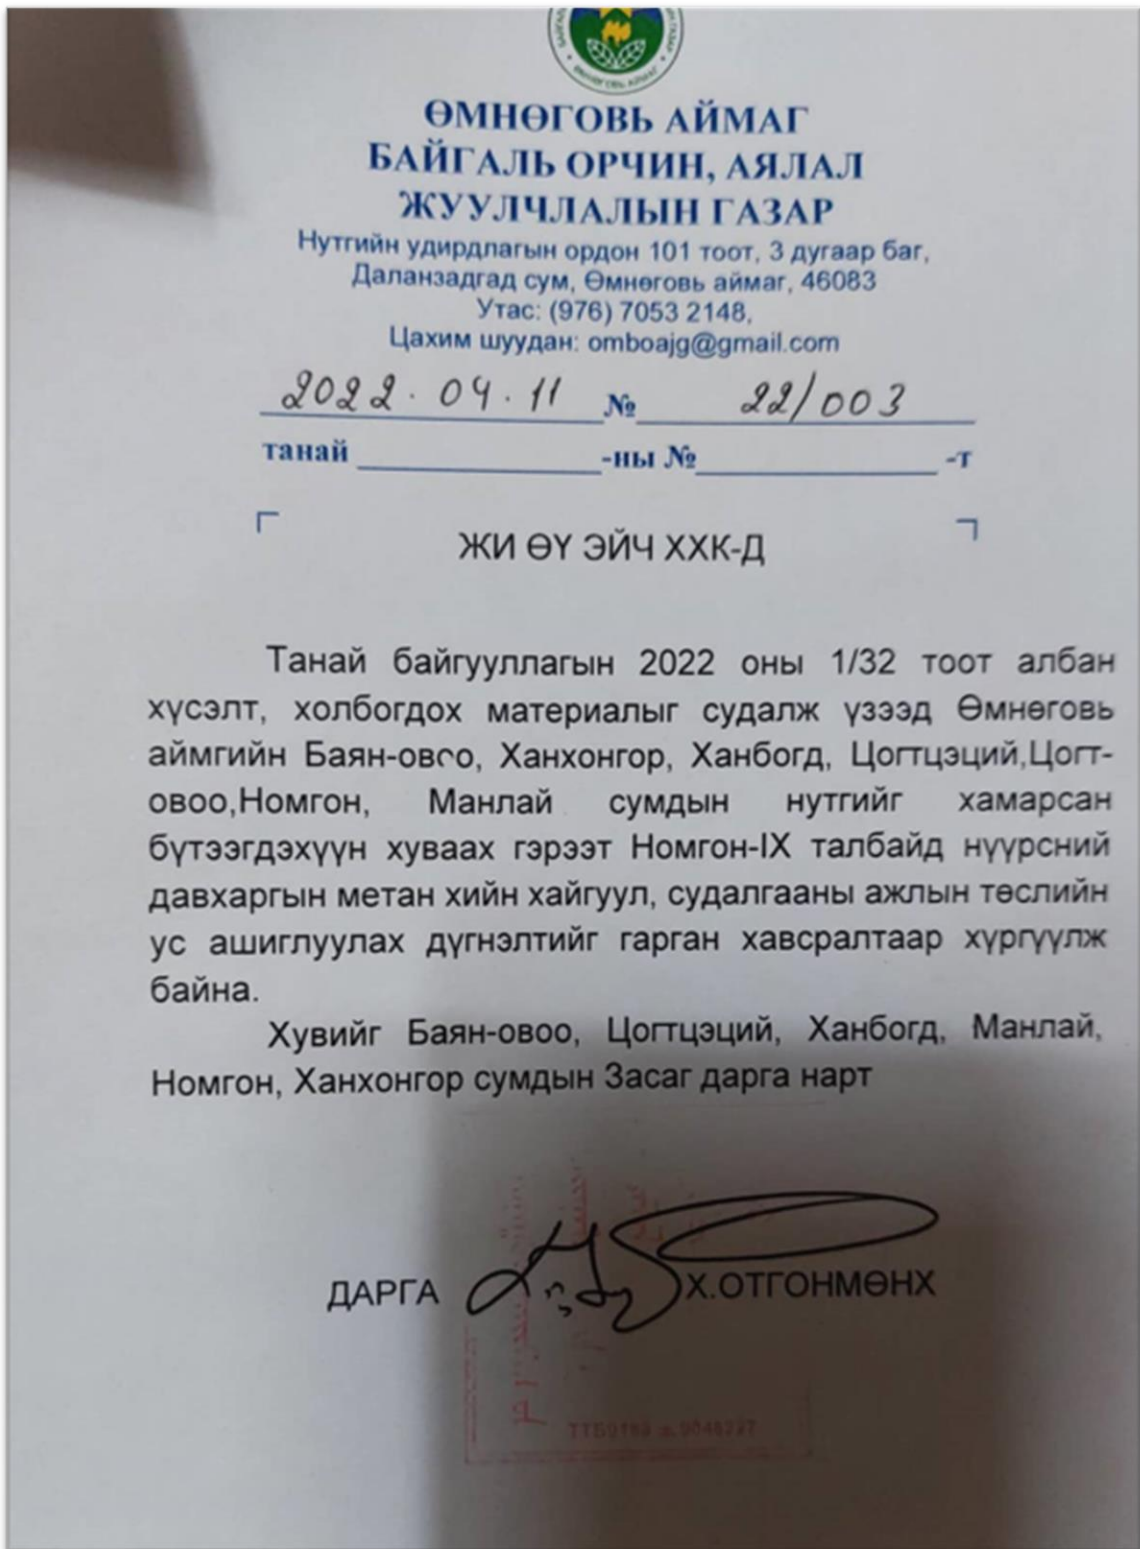 ӨМНӨГОВЬ АЙМАГ
ӨМНӨГОВЬ АЙМАГ
БАЙГАЛЬ ОРЧИН, АЯЛАЛ
ЖУУЛЧЛАЛЫН ГАЗАР
Нутгийн удирдлагын ордон 101 тоот, 3 дугаар баг,
Даланзадгад сум, Өмнөговь аймаг, 46083
Утас: (976) 7053 2148,
Цахим шуудан: omboajg@gmail.com
2022.04.11 № 22/003
танай -ны № -т
ЖИ ӨҮ ЭЙЧ ХХК-Д
Танай байгууллагын 2022 оны 1/32 тоот албан
хүсэлт, холбогдох материалыг судалж үзээд Өмнөговь
аймгийн Баян-овоо, Ханхонгор, Ханбогд, Цогтцэций,Цогт-
овоо,Номгон, Манлай сумдын нутгийг хамарсан
бүтээгдэхүүн хуваах гэрээт Номгон-IX талбайд нүүрсний
давхаргын метан хийн хайгуул, судалгааны ажлын төслийн
ус ашиглуулах дүгнэлтийг гарган хавсралтаар хүргүүлж
байна.
Хувийг Баян-овоо, Цогтцэций, Ханбогд, Манлай,
Номгон, Ханхонгор сумдын Засаг дарга нарт
ДАРГА Х.ОТГОНМӨНХ